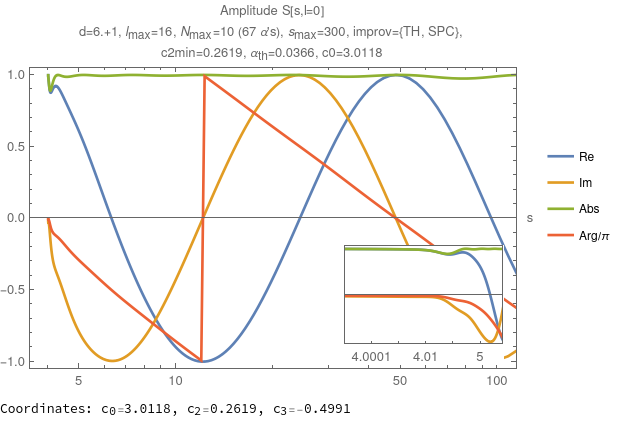 Amplitude S[s,l=0]
d=6.+1, lmax=16, Nmax=10 (67 α's), smax=300, improv={TH, SPC},
c2min=0.2619, αth=0.0366, c0=3.0118
1.0
0.5
0.0
-0.5
-1.0
5 10 50 100
s
4.0001 4.01 5
Re
Im
Abs
Arg/π
Coordinates: c0=3.0118, c2=0.2619, c3=-0.4991